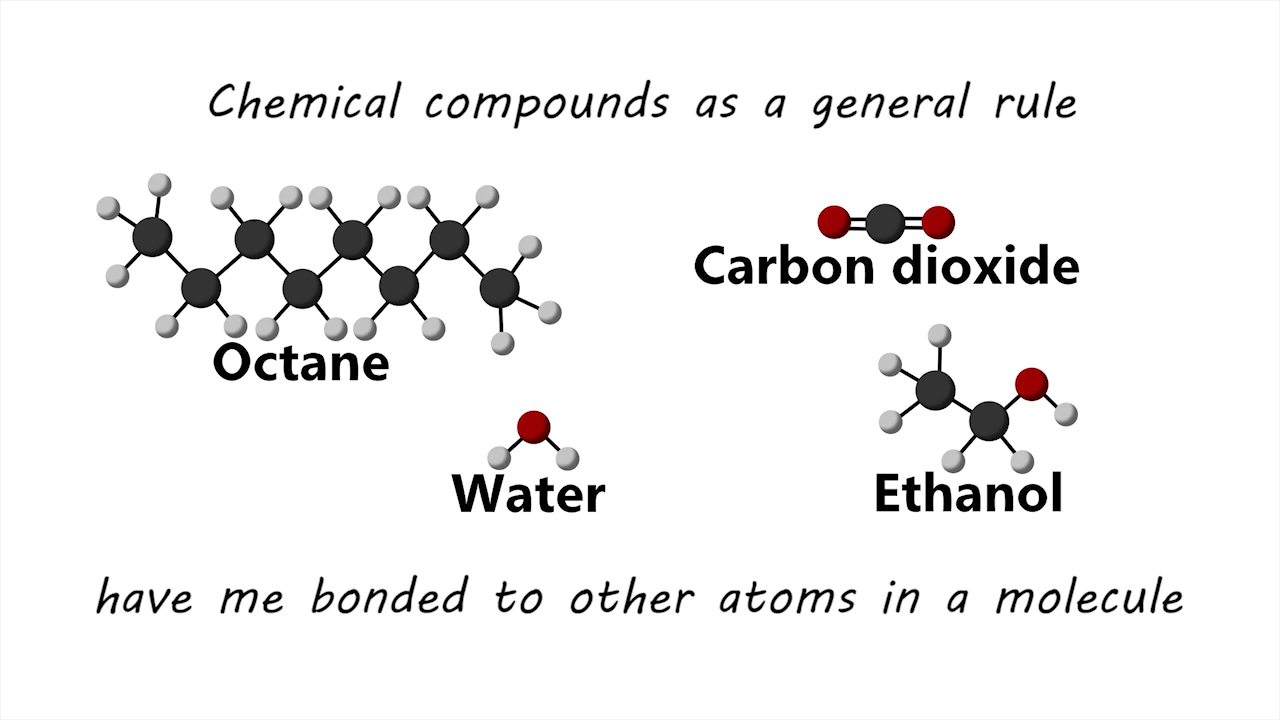 Chemical compounds as a general rule
Carbon dioxide
Octane
Water
Ethanol
have me bonded to other atoms in a molecule